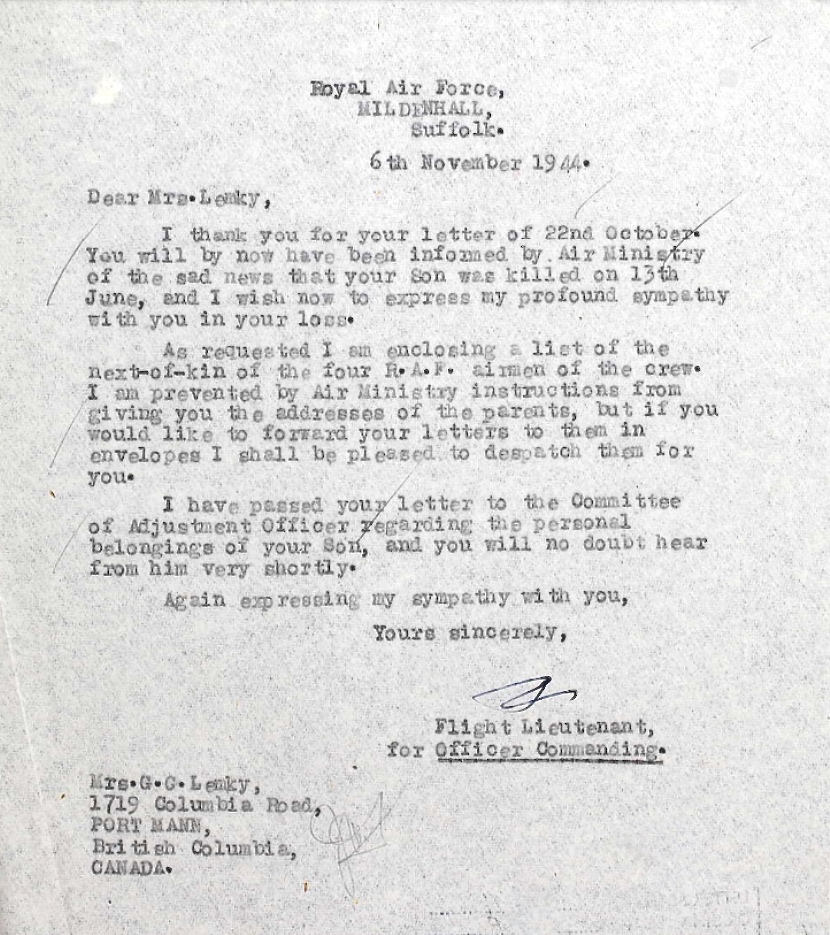 Royal Air Force,
MILDENHALL,
Suffolk.
6th November 1944.
Dear Mrs. Lemky,
I thank you for your letter of 22nd October.
You will by now have been informed by Air Ministry
of the sad news that your Son was killed on 13th
June, and I wish now to express my profound sympathy
with you in your loss.
As requested I am enclosing a list of the
next-of-kin of the four R.A.F. airmen of the crew.
I am prevented by Air Ministry instructions from
giving you the addresses of the parents, but if you
would like to forward your letters to them in
envelopes I shall be pleased to despatch them for
you.
I have passed your letter to the Committee
of Adjustment Officer regarding the personal
belongings of your Son, and you will no doubt hear
from him very shortly.
Again expressing my sympathy with you,
Yours sincerely,
Flight Lieutenant,
for Officer Commanding.
Mrs.G.C.Lemky,
1719 Columbia Road,
PORT MANN,
British Columbia,
CANADA.